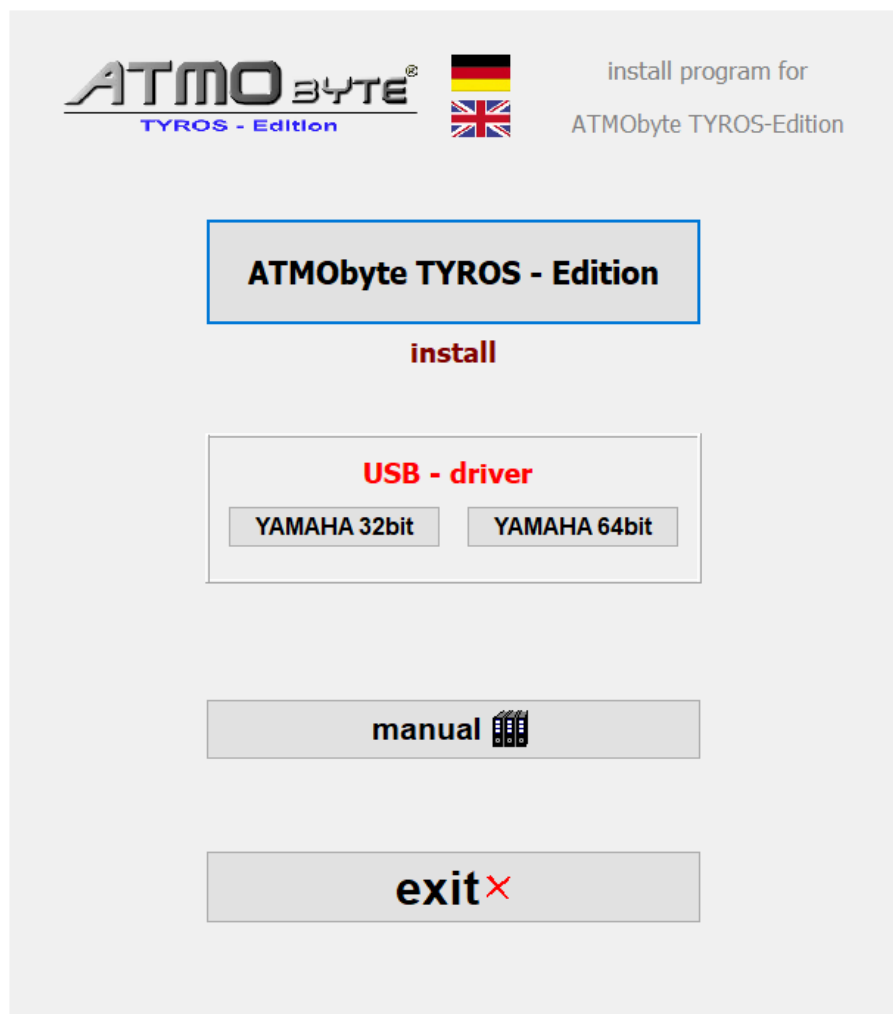 ATMO BYTE®
TYROS - Edition
install program for
ATMObyte TYROS-Edition
ATMObyte TYROS - Edition
install
USB - driver
YAMAHA 32bit
YAMAHA 64bit
manual
exit